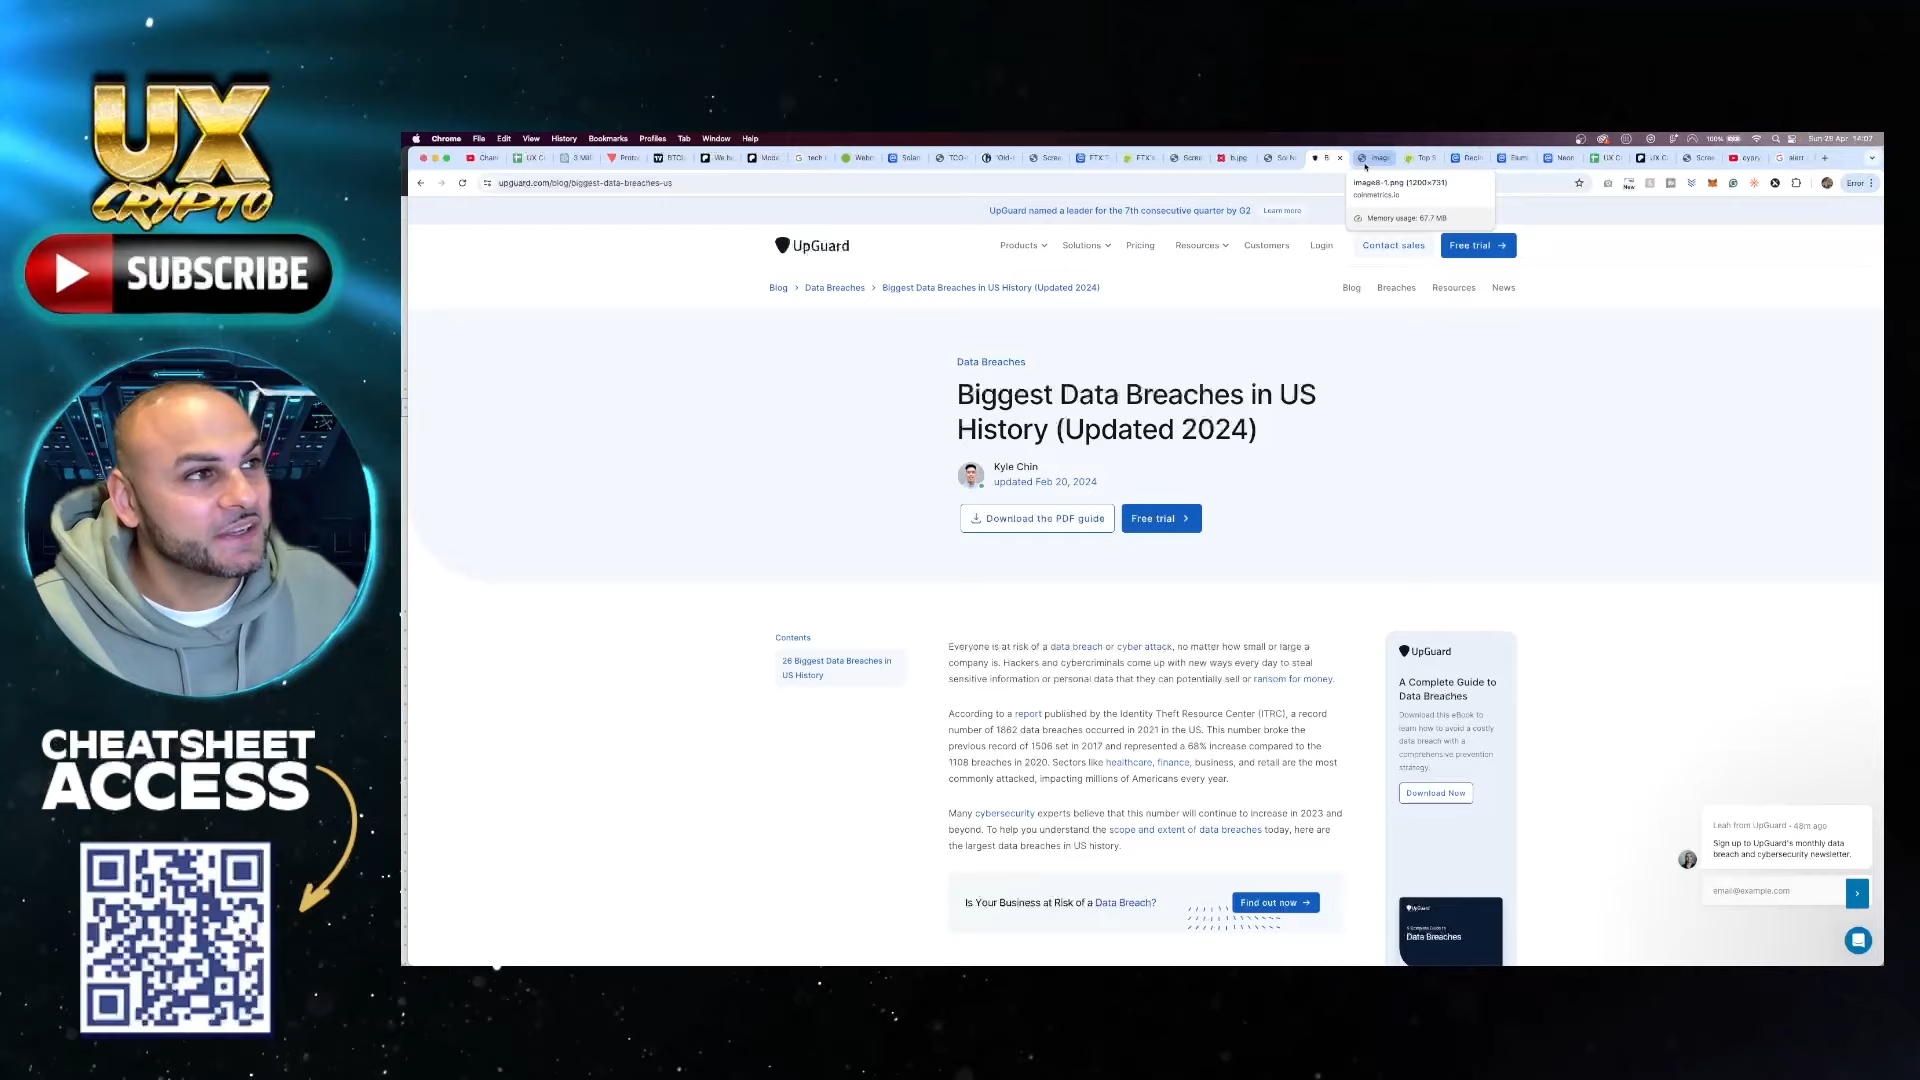 UX
CRYPTO
SUBSCRIBE
CHEATSHEET
ACCESS
Chrome File Edit View History Bookmarks Profiles Tab Window Help
100%
upguard.com/blog/biggest-data-breaches-us
Error
image8-1.png (1200×731)
coinmetrics.io
Memory usage: 67.7 MB
UpGuard named a leader for the 7th consecutive quarter by G2 Learn more
UpGuard
Products Solutions Pricing Resources Customers Login Contact sales Free trial →
Blog > Data Breaches > Biggest Data Breaches in US History (Updated 2024)
Blog Breaches Resources News
Data Breaches
Biggest Data Breaches in US
History (Updated 2024)
Kyle Chin
updated Feb 20, 2024
Download the PDF guide
Free trial >
Contents
26 Biggest Data Breaches in
US History
Everyone is at risk of a data breach or cyber attack, no matter how small or large a
company is. Hackers and cybercriminals come up with new ways every day to steal
sensitive information or personal data that they can potentially sell or ransom for money.
According to a report published by the Identity Theft Resource Center (ITRC), a record
number of 1862 data breaches occurred in 2021 in the US. This number broke the
previous record of 1506 set in 2017 and represented a 68% increase compared to the
1108 breaches in 2020. Sectors like healthcare, finance, business, and retail are the most
commonly attacked, impacting millions of Americans every year.
Many cybersecurity experts believe that this number will continue to increase in 2023 and
beyond. To help you understand the scope and extent of data breaches today, here are
the largest data breaches in US history.
Is Your Business at Risk of a Data Breach?
Find out now →
UpGuard
A Complete Guide to
Data Breaches
Download this eBook to
learn how to avoid a costly
data breach with a
comprehensive prevention
strategy.
Download Now
UpGuard
A Complete Guide to
Data Breaches
Leah from UpGuard • 48m ago
Sign up to UpGuard's monthly data
breach and cybersecurity newsletter.
email@example.com